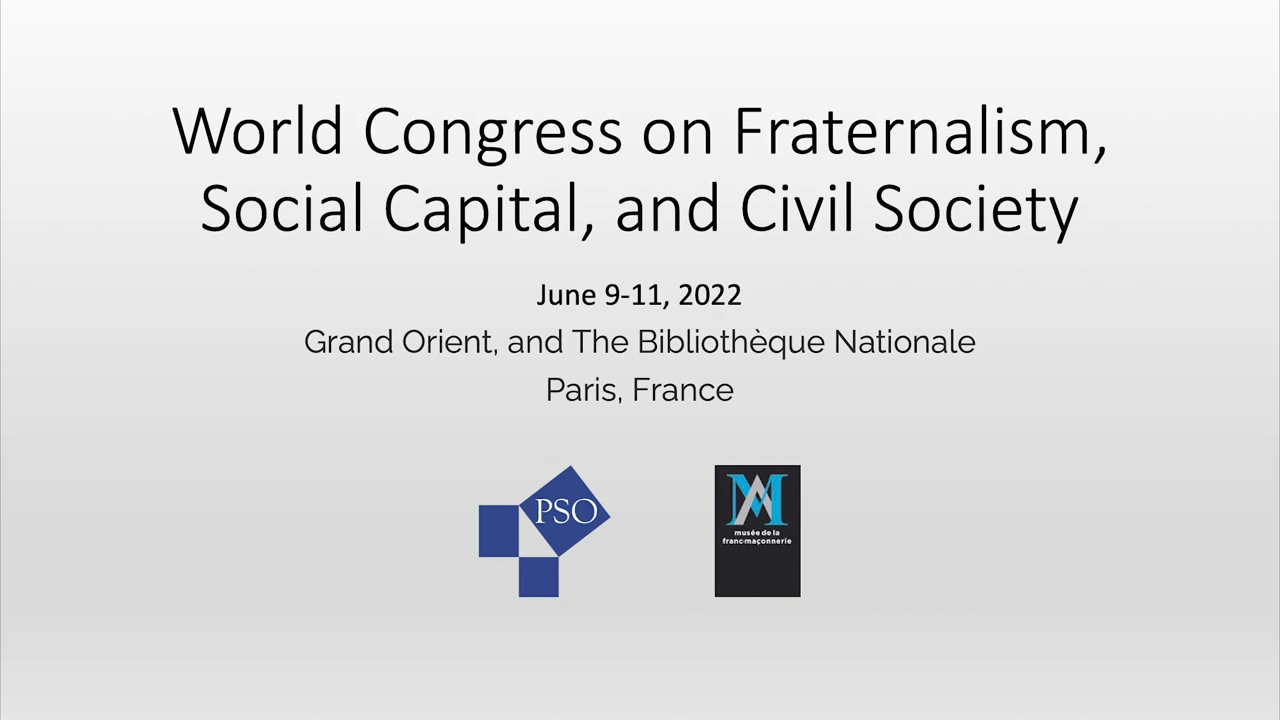 World Congress on Fraternalism,
Social Capital, and Civil Society
June 9-11, 2022
Grand Orient, and The Bibliothèque Nationale
Paris, France
PSO
MA
musée de la
franc-maçonnerie